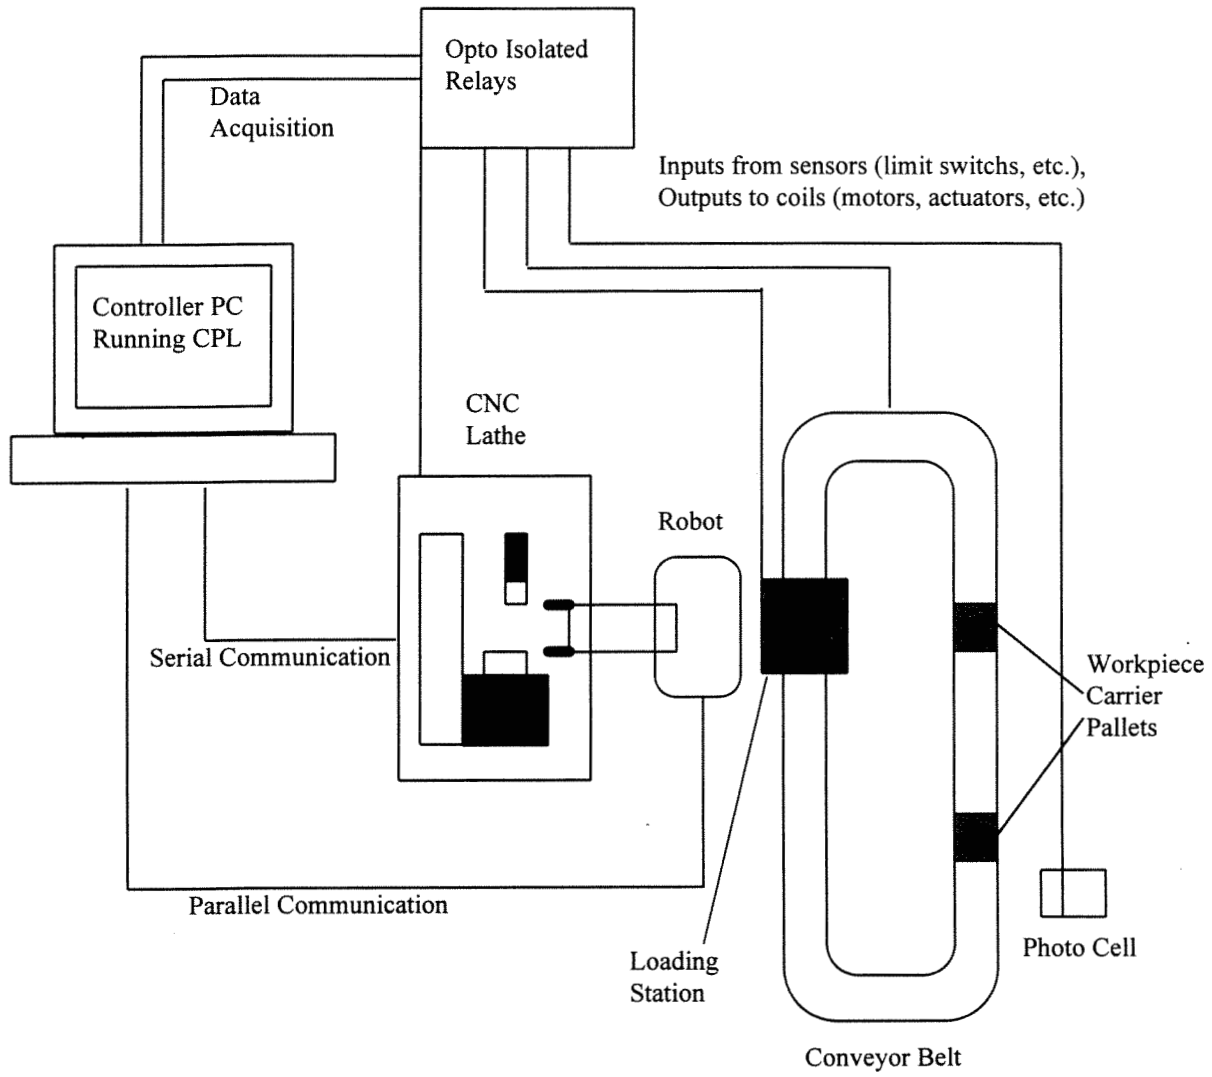 Opto Isolated
Relays
Data
Acquisition
Inputs from sensors (limit switchs, etc.),
Outputs to coils (motors, actuators, etc.)
Controller PC
Running CPL
CNC
Lathe
Robot
Serial Communication
Workpiece
Carrier
Pallets
Parallel Communication
Loading
Station
Photo Cell
Conveyor Belt